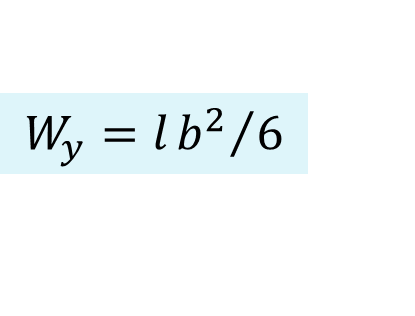 W_y = l b²/6